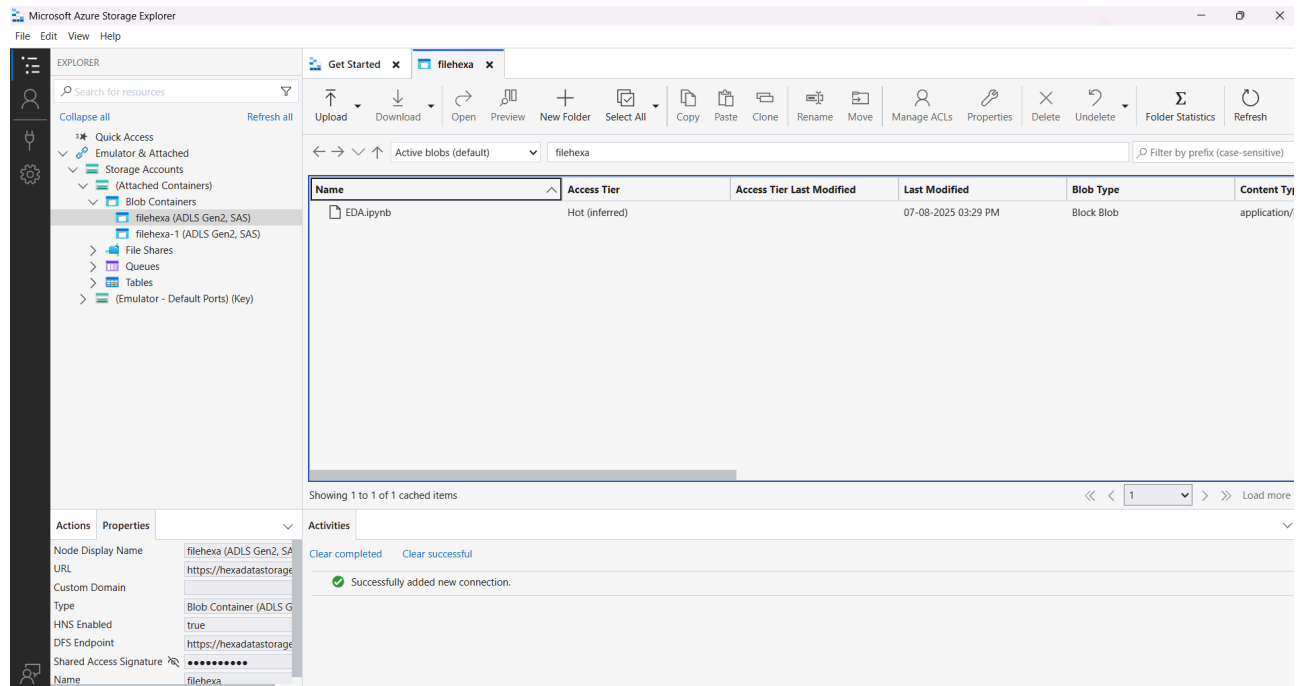 Microsoft Azure Storage Explorer
File Edit View Help
EXPLORER
Search for resources
Collapse all Refresh all
Quick Access
Emulator & Attached
Storage Accounts
(Attached Containers)
Blob Containers
filehexa (ADLS Gen2, SAS)
filehexa-1 (ADLS Gen2, SAS)
File Shares
Queues
Tables
(Emulator - Default Ports) (Key)
Get Started filehexa
Upload Download Open Preview New Folder Select All Copy Paste Clone Rename Move Manage ACLs Properties Delete Undelete Folder Statistics Refresh
Active blobs (default) filehexa Filter by prefix (case-sensitive)
Name Access Tier Access Tier Last Modified Last Modified Blob Type Content Ty
EDA.ipynb Hot (inferred) 07-08-2025 03:29 PM Block Blob application/
Showing 1 to 1 of 1 cached items 1 Load more
Actions Properties
Node Display Name filehexa (ADLS Gen2, SA
URL https://hexadatastorage
Custom Domain
Type Blob Container (ADLS G
HNS Enabled true
DFS Endpoint https://hexadatastorage
Shared Access Signature ••••••••••
Name filehexa
Activities
Clear completed Clear successful
Successfully added new connection.